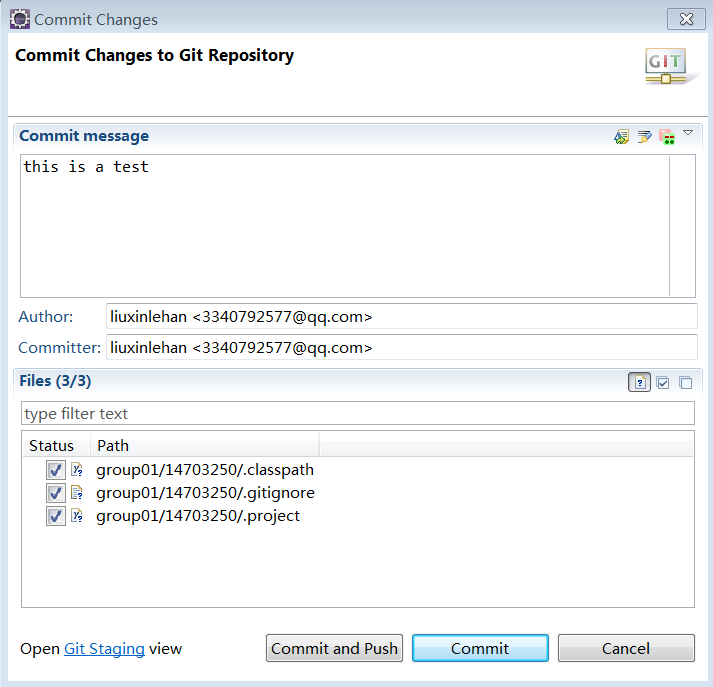 Commit Changes
Commit Changes to Git Repository
GIT
Commit message
this is a test
Author: liuxinlehan <3340792577@qq.com>
Committer: liuxinlehan <3340792577@qq.com>
Files (3/3)
type filter text
Status Path
group01/14703250/.classpath
group01/14703250/.gitignore
group01/14703250/.project
Open Git Staging view Commit and Push Commit Cancel